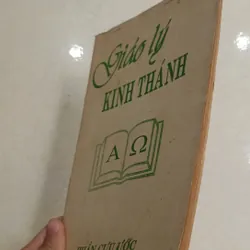 Giáo lý
KINH THÁNH
Α Ω